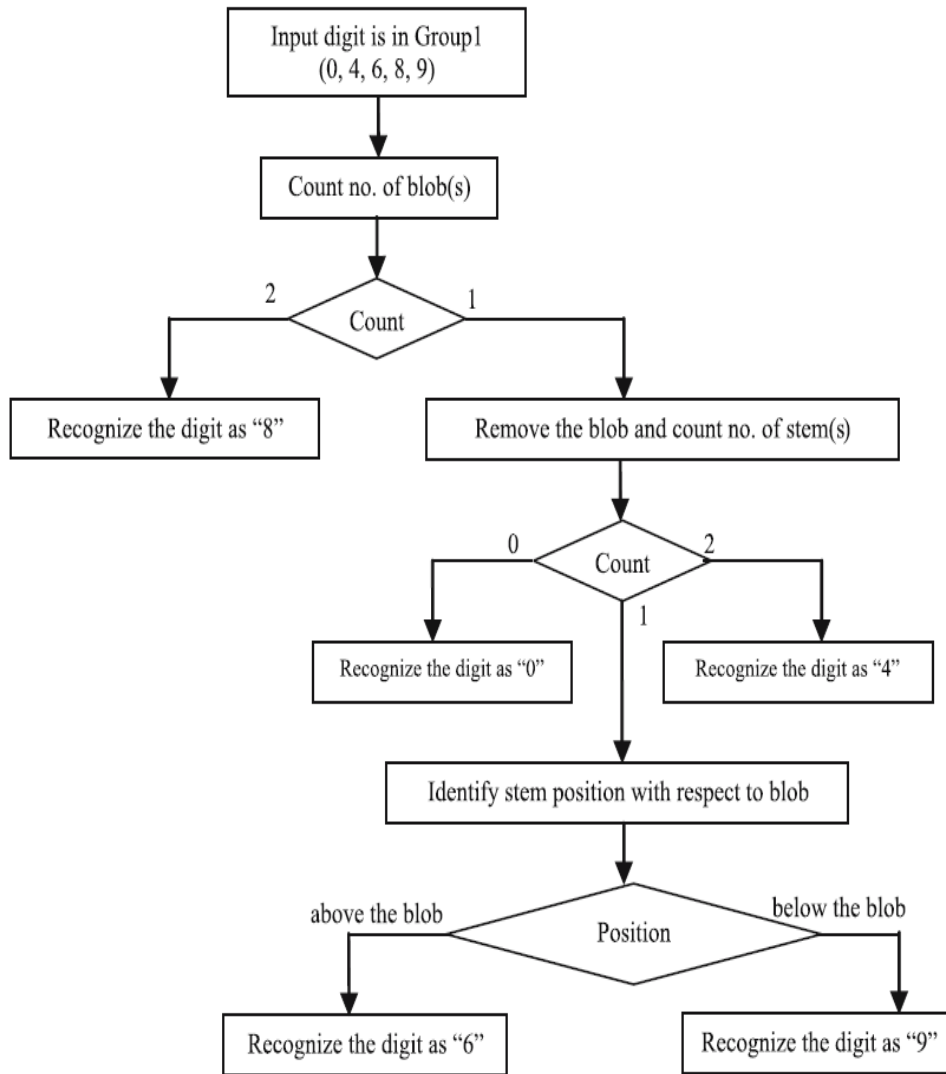 Input digit is in Group1
(0, 4, 6, 8, 9)
Count no. of blob(s)
2
1
Count
Recognize the digit as “8”
Remove the blob and count no. of stem(s)
0
2
Count
1
Recognize the digit as “0”
Recognize the digit as “4”
Identify stem position with respect to blob
above the blob
below the blob
Position
Recognize the digit as “6”
Recognize the digit as “9”